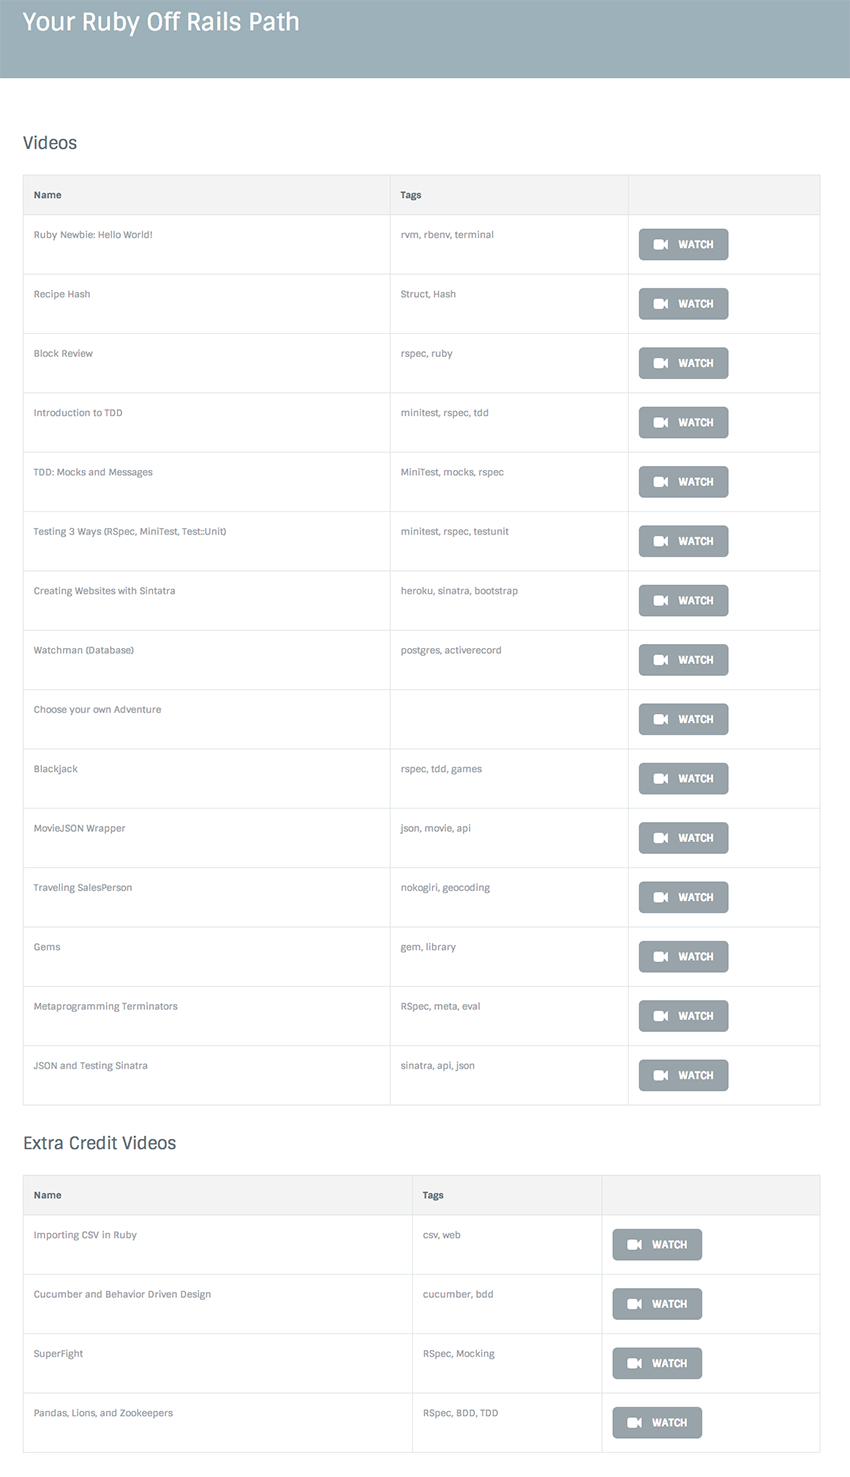 Your Ruby Off Rails Path
Videos
Name Tags
Ruby Newbie: Hello World! rvm, rbenv, terminal WATCH
Recipe Hash Struct, Hash WATCH
Block Review rspec, ruby WATCH
Introduction to TDD minitest, rspec, tdd WATCH
TDD: Mocks and Messages MiniTest, mocks, rspec WATCH
Testing 3 Ways (RSpec, MiniTest, Test::Unit) minitest, rspec, testunit WATCH
Creating Websites with Sintatra heroku, sinatra, bootstrap WATCH
Watchman (Database) postgres, activerecord WATCH
Choose your own Adventure WATCH
Blackjack rspec, tdd, games WATCH
MovieJSON Wrapper json, movie, api WATCH
Traveling SalesPerson nokogiri, geocoding WATCH
Gems gem, library WATCH
Metaprogramming Terminators RSpec, meta, eval WATCH
JSON and Testing Sinatra sinatra, api, json WATCH
Extra Credit Videos
Name Tags
Importing CSV in Ruby csv, web WATCH
Cucumber and Behavior Driven Design cucumber, bdd WATCH
SuperFight RSpec, Mocking WATCH
Pandas, Lions, and Zookeepers RSpec, BDD, TDD WATCH